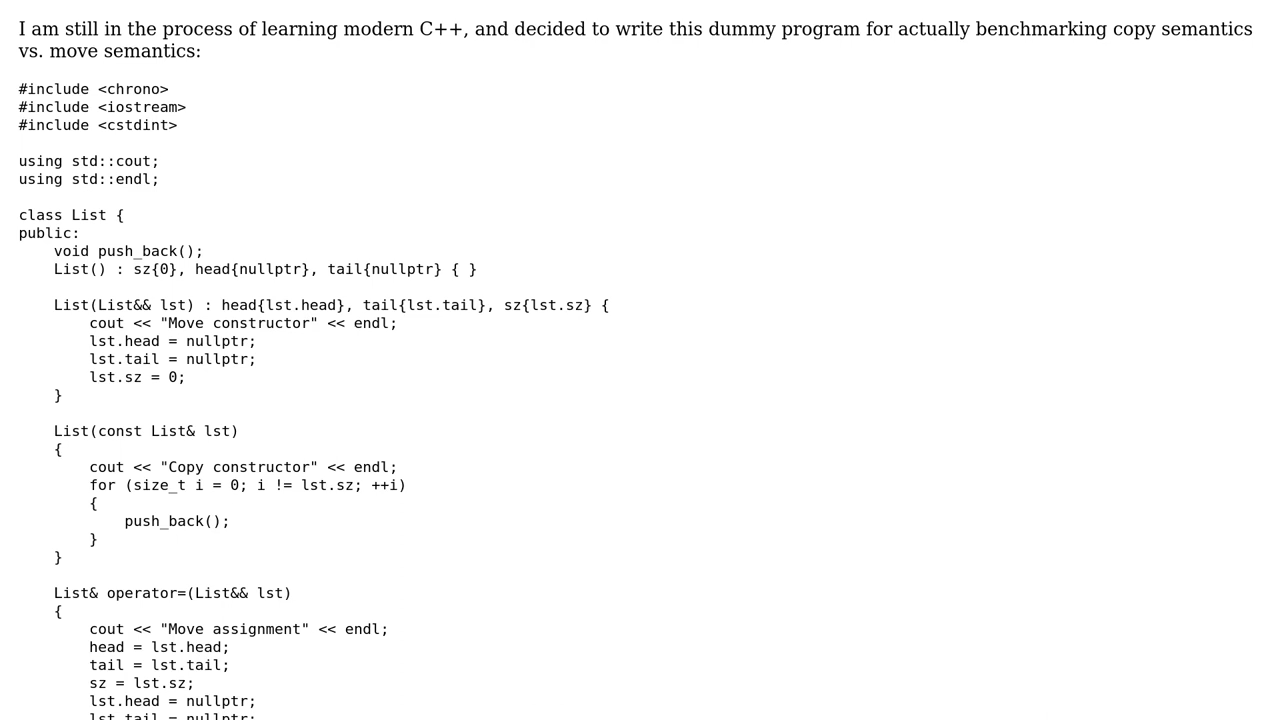 I am still in the process of learning modern C++, and decided to write this dummy program for actually benchmarking copy semantics
vs. move semantics:
#include <chrono>
#include <iostream>
#include <cstdint>
using std::cout;
using std::endl;
class List {
public:
    void push_back();
    List() : sz{0}, head{nullptr}, tail{nullptr} { }
    List(List&& lst) : head{lst.head}, tail{lst.tail}, sz{lst.sz} {
        cout << "Move constructor" << endl;
        lst.head = nullptr;
        lst.tail = nullptr;
        lst.sz = 0;
    }
    List(const List& lst)
    {
        cout << "Copy constructor" << endl;
        for (size_t i = 0; i != lst.sz; ++i)
        {
            push_back();
        }
    }
    List& operator=(List&& lst)
    {
        cout << "Move assignment" << endl;
        head = lst.head;
        tail = lst.tail;
        sz = lst.sz;
        lst.head = nullptr;
        lst.tail = nullptr;